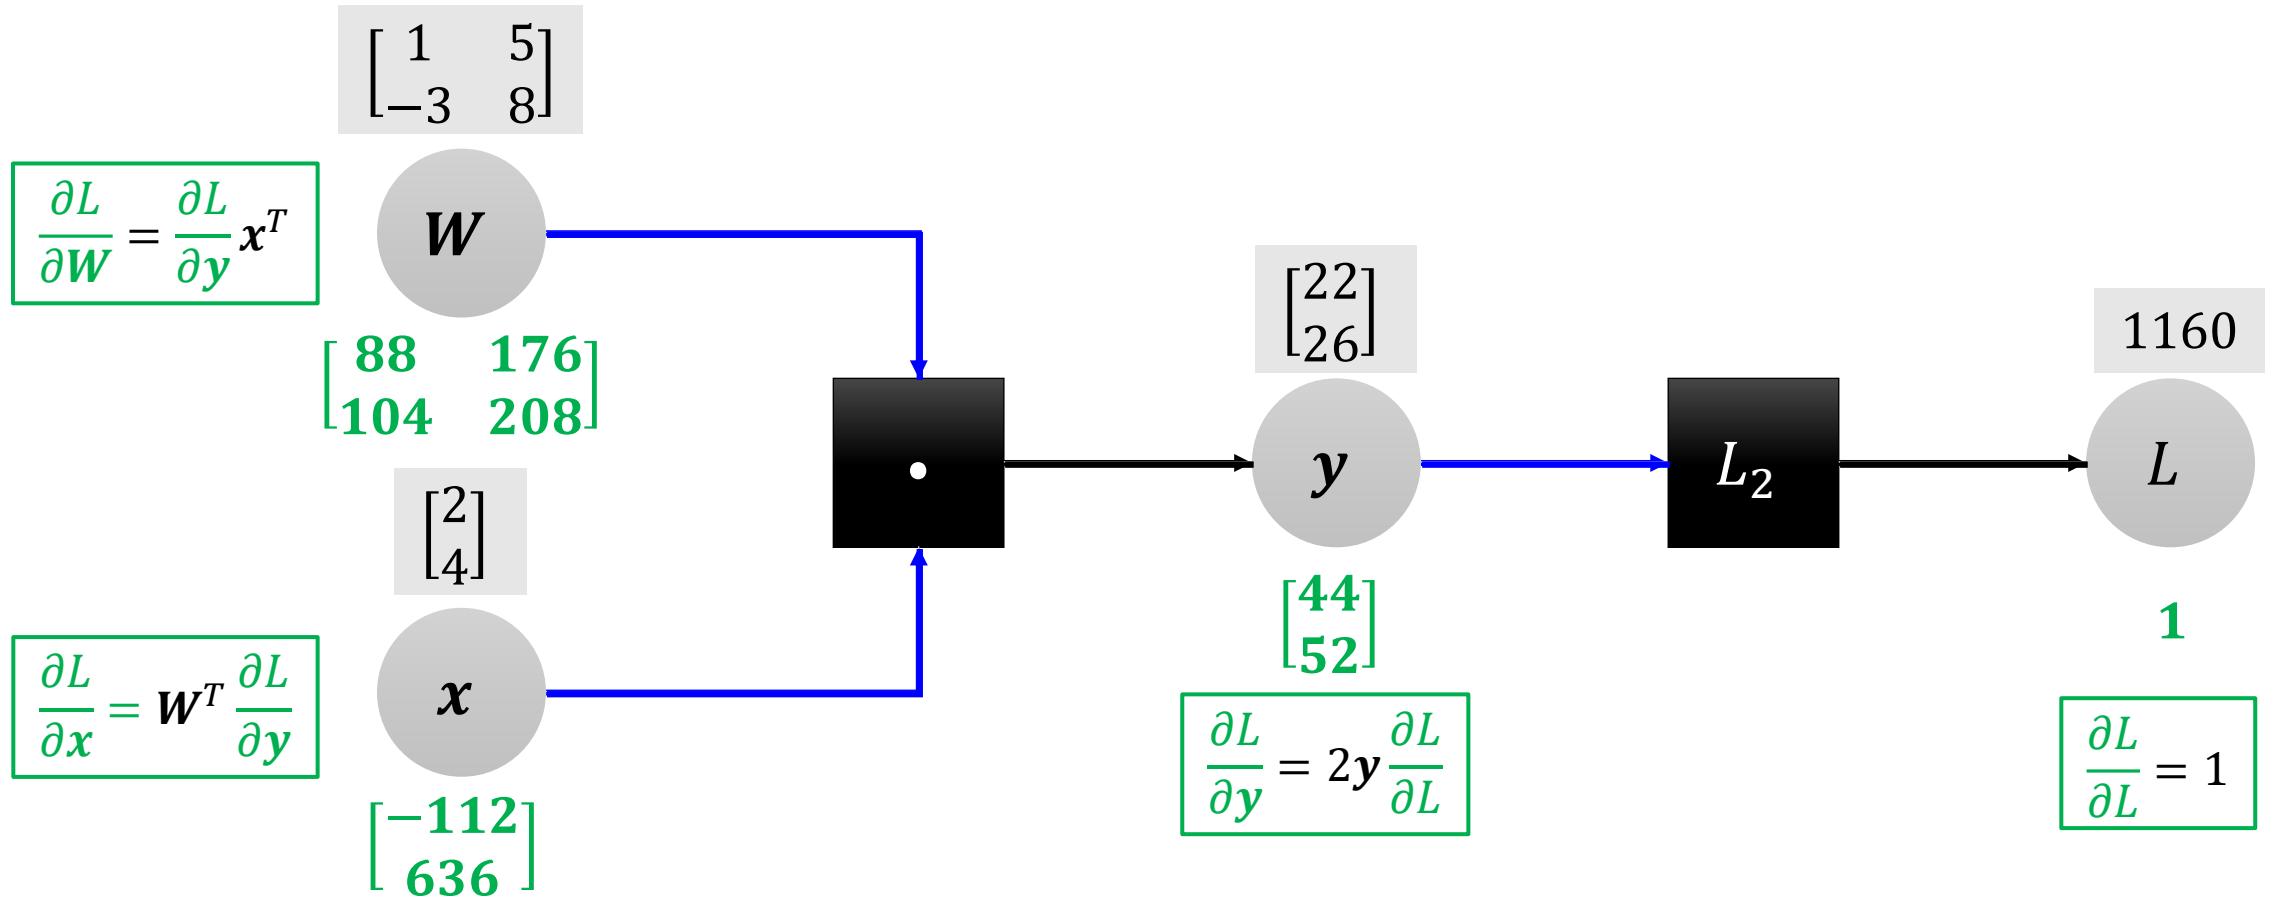 [1 5
−3 8]
∂L/∂W = ∂L/∂y x^T
W
[88 176
104 208]
[2
4]
∂L/∂x = W^T ∂L/∂y
x
[−112
636]
•
[22
26]
y
[44
52]
∂L/∂y = 2y ∂L/∂L
L₂
1160
L
1
∂L/∂L = 1